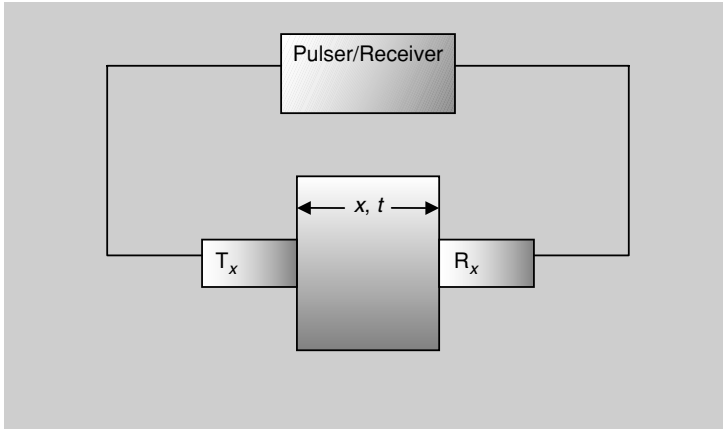 Pulser/Receiver
x, t
Tx
Rx